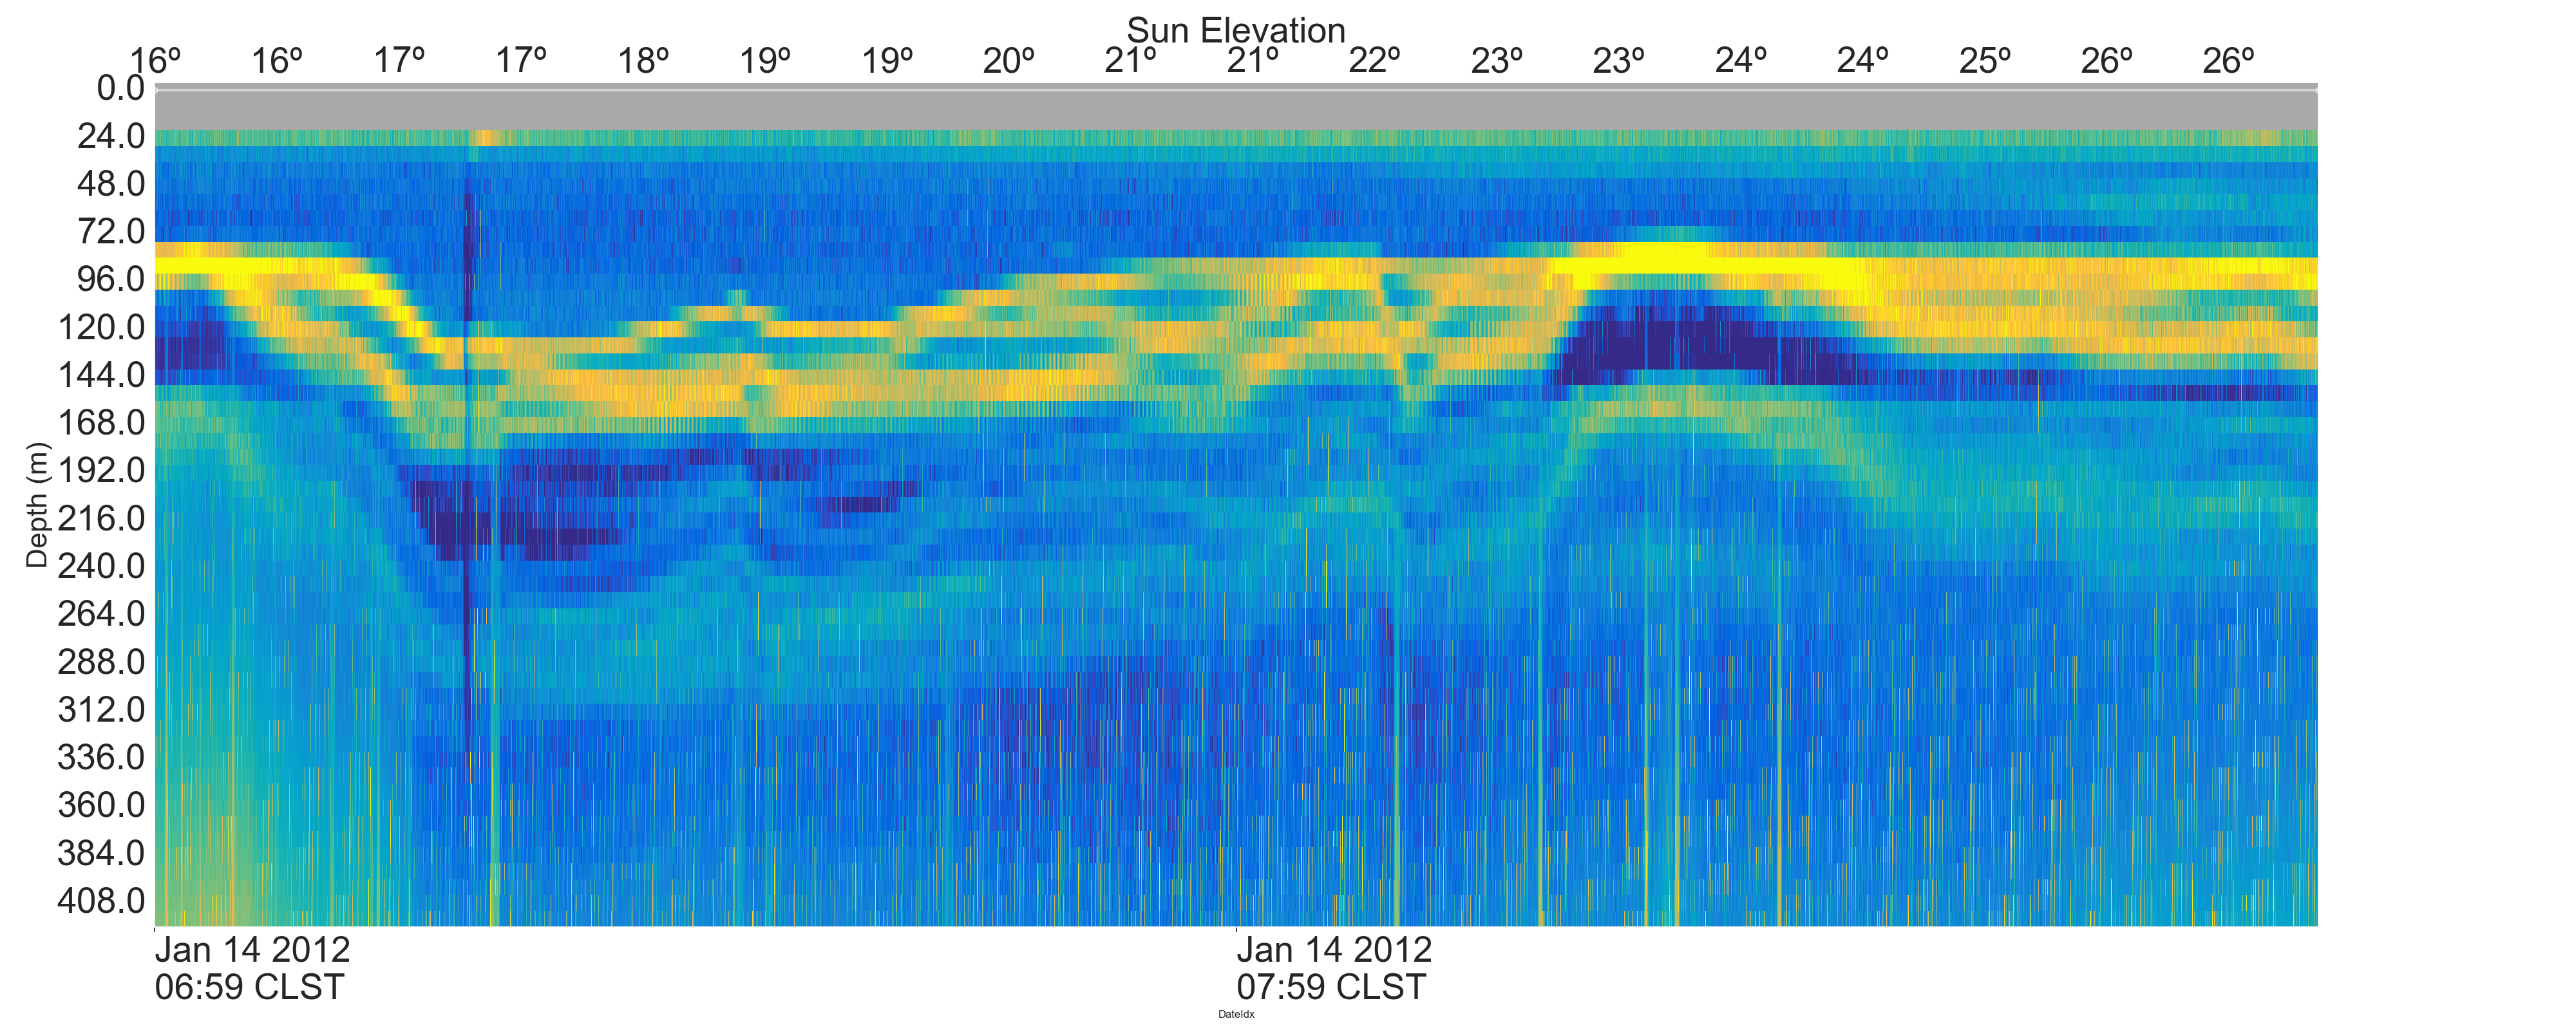 Sun Elevation
16º 16º 17º 17º 18º 19º 19º 20º 21º 21º 22º 23º 23º 24º 24º 25º 26º 26º
0.0
24.0
48.0
72.0
96.0
120.0
144.0
168.0
192.0
216.0
240.0
264.0
288.0
312.0
336.0
360.0
384.0
408.0
Depth (m)
Jan 14 2012
06:59 CLST
Jan 14 2012
07:59 CLST
DateIdx